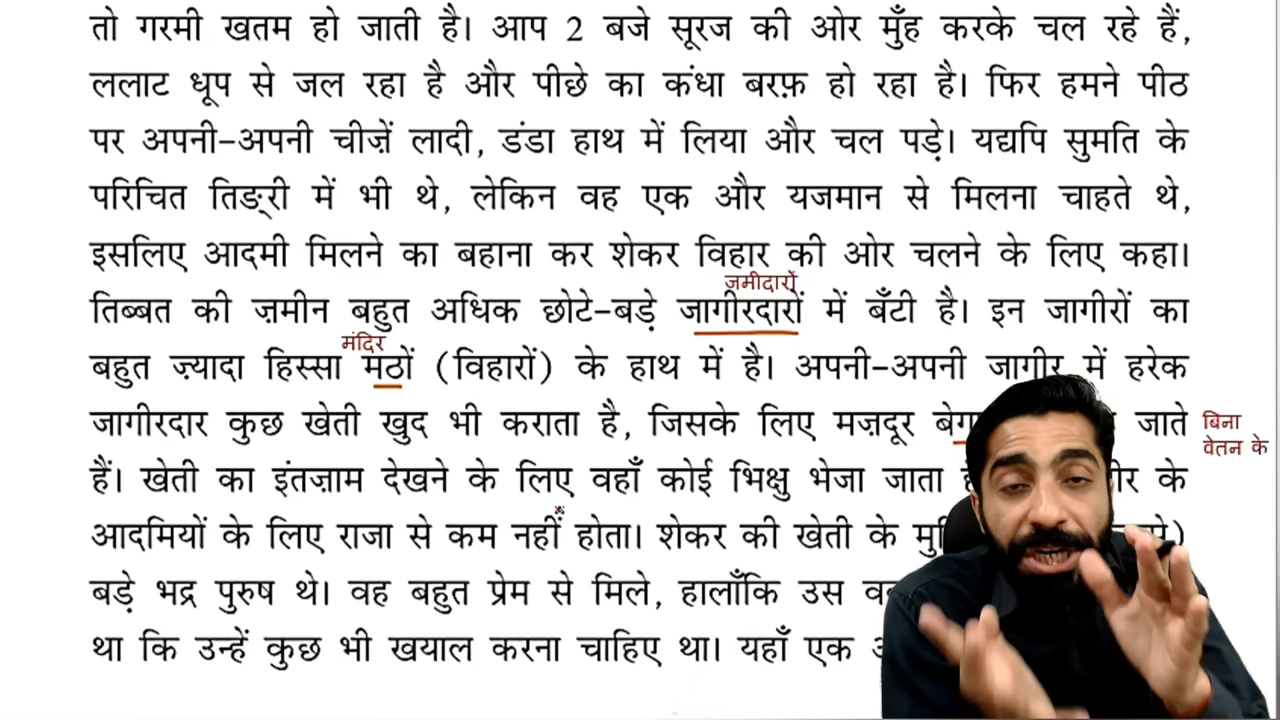 तो गरमी खतम हो जाती है। आप 2 बजे सूरज की ओर मुँह करके चल रहे हैं,
ललाट धूप से जल रहा है और पीछे का कंधा बरफ़ हो रहा है। फिर हमने पीठ
पर अपनी-अपनी चीज़ें लादी, डंडा हाथ में लिया और चल पड़े। यद्यपि सुमति के
परिचित तिङ्री में भी थे, लेकिन वह एक और यजमान से मिलना चाहते थे,
इसलिए आदमी मिलने का बहाना कर शेकर विहार की ओर चलने के लिए कहा।
जमीदारों
तिब्बत की ज़मीन बहुत अधिक छोटे-बड़े जागीरदारों में बँटी है। इन जागीरों का
मंदिर
बहुत ज़्यादा हिस्सा मठों (विहारों) के हाथ में है। अपनी-अपनी जागीर में हरेक
जागीरदार कुछ खेती खुद भी कराता है, जिसके लिए मज़दूर जाते
बिना
वेतन के
हैं। खेती का इंतज़ाम देखने के लिए वहाँ कोई भिक्षु भेजा जाता के
आदमियों के लिए राजा से कम नहीं होता। शेकर की खेती के
बड़े भद्र पुरुष थे। वह बहुत प्रेम से मिले, हालाँकि उस
था कि उन्हें कुछ भी खयाल करना चाहिए था। यहाँ एक